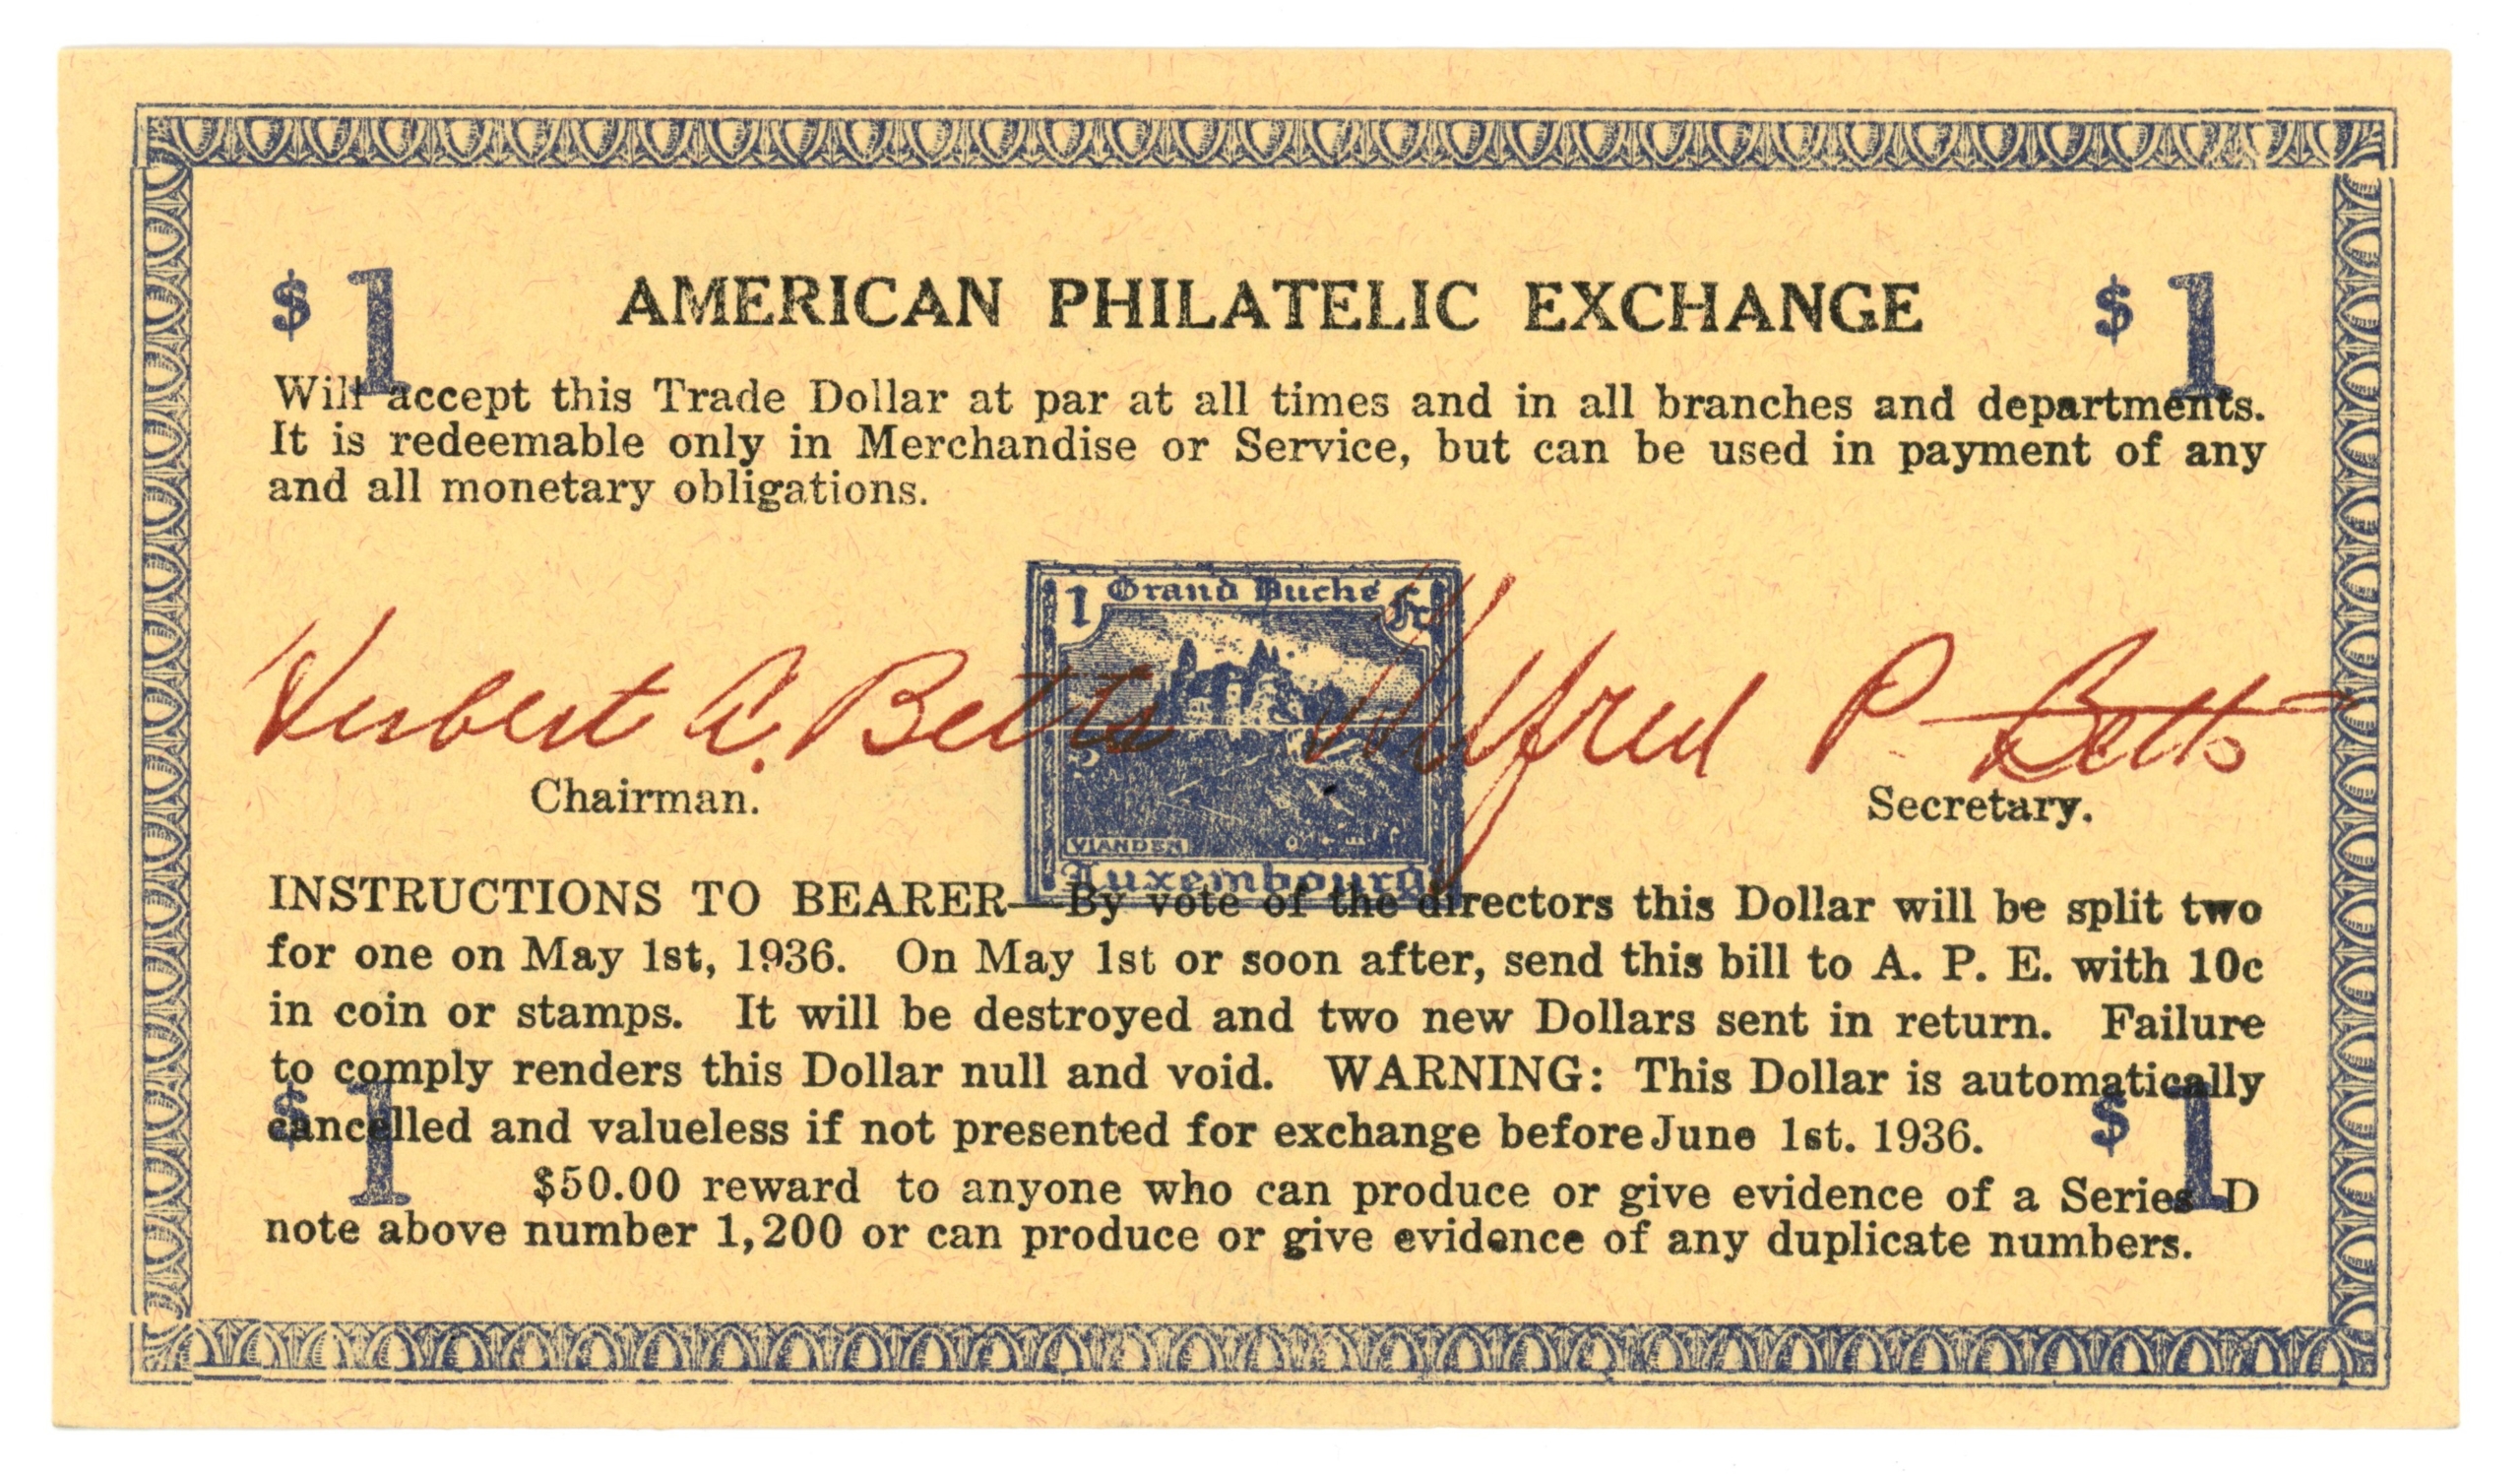 $1 AMERICAN PHILATELIC EXCHANGE $1
Will accept this Trade Dollar at par at all times and in all branches and departments.
It is redeemable only in Merchandise or Service, but can be used in payment of any
and all monetary obligations.
1 Grand Duché Fr
Herbert A. Betts Wilfred P. Betts
Chairman. Secretary.
VIANDEN
Luxembourg
INSTRUCTIONS TO BEARER—By vote of the directors this Dollar will be split two
for one on May 1st, 1936. On May 1st or soon after, send this bill to A. P. E. with 10c
in coin or stamps. It will be destroyed and two new Dollars sent in return. Failure
to comply renders this Dollar null and void. WARNING: This Dollar is automatically
cancelled and valueless if not presented for exchange before June 1st. 1936.
$1 $1
$50.00 reward to anyone who can produce or give evidence of a Series D
note above number 1,200 or can produce or give evidence of any duplicate numbers.